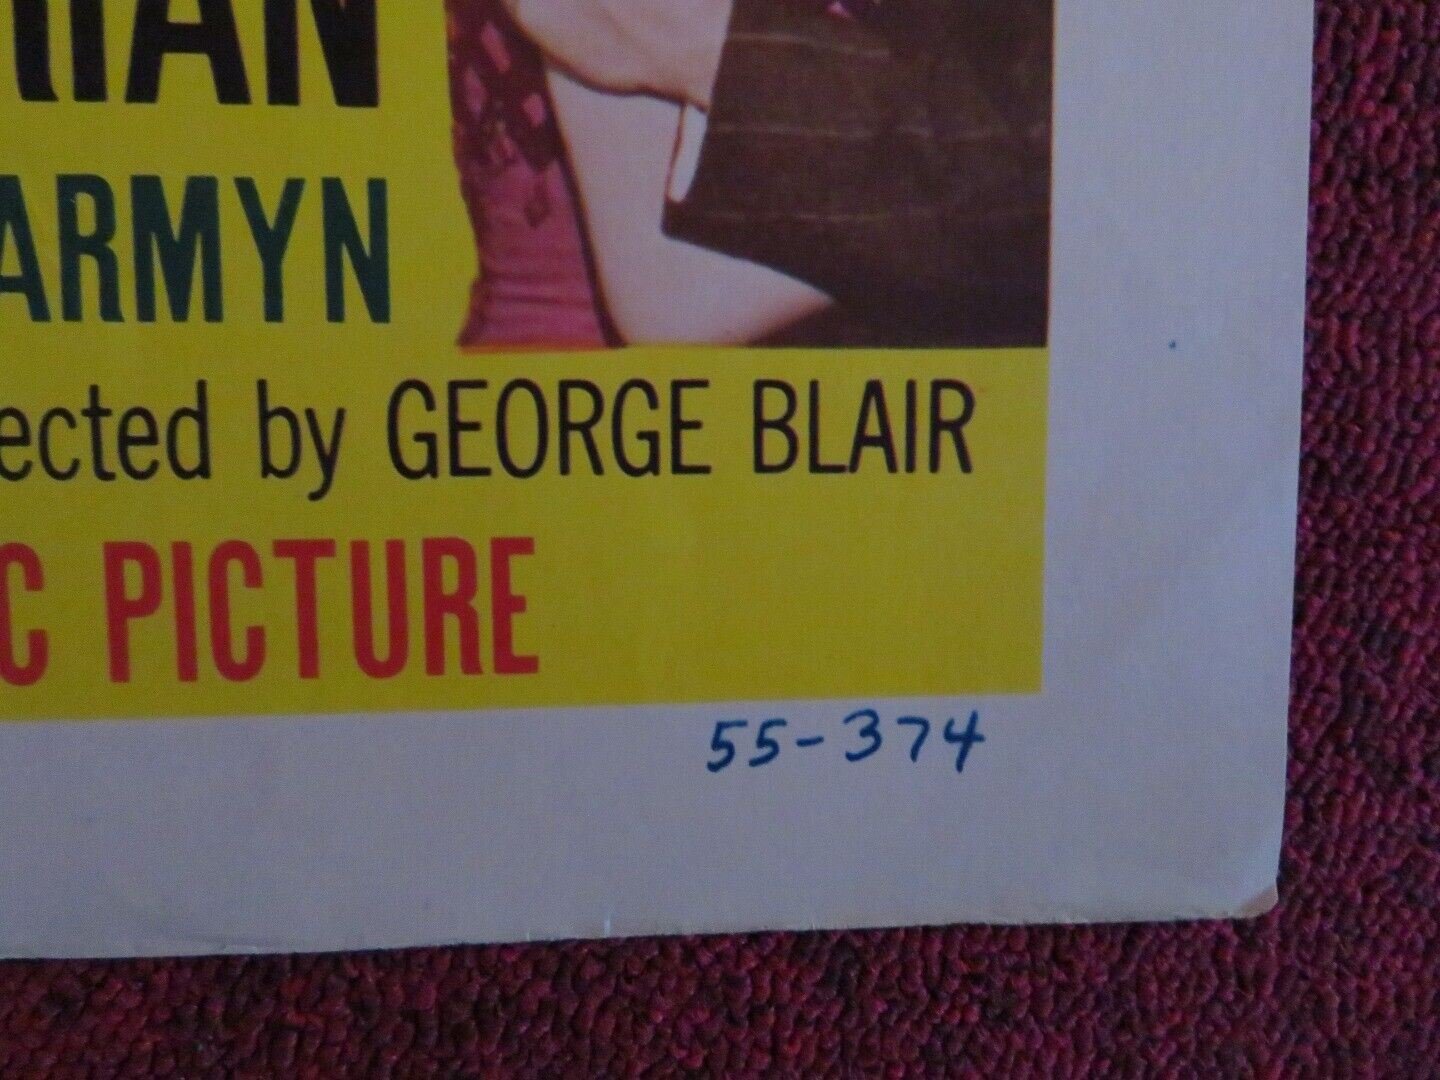 RIAN
ARMYN
ected by GEORGE BLAIR
C PICTURE
55-374